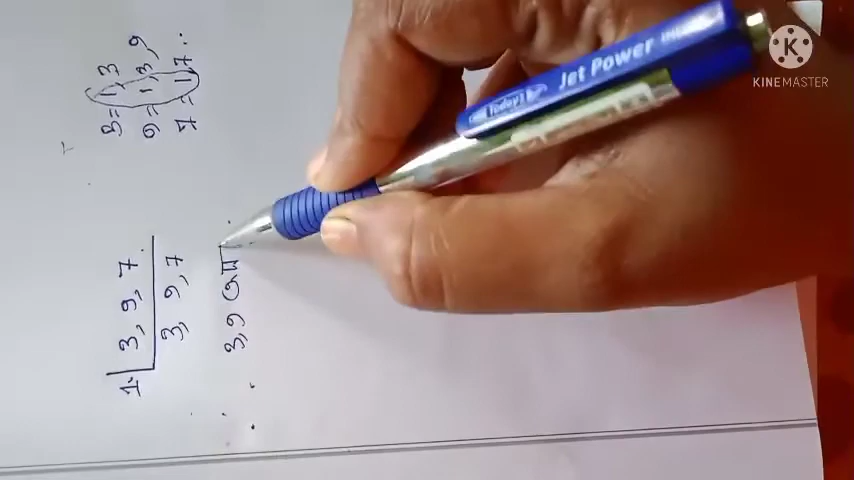 3 = 1, 3
9 = 1, 3, 9
7 = 1, 7
1 3, 9, 7
3, 9, 7
3, 9
Today's Jet Power
KINEMASTER